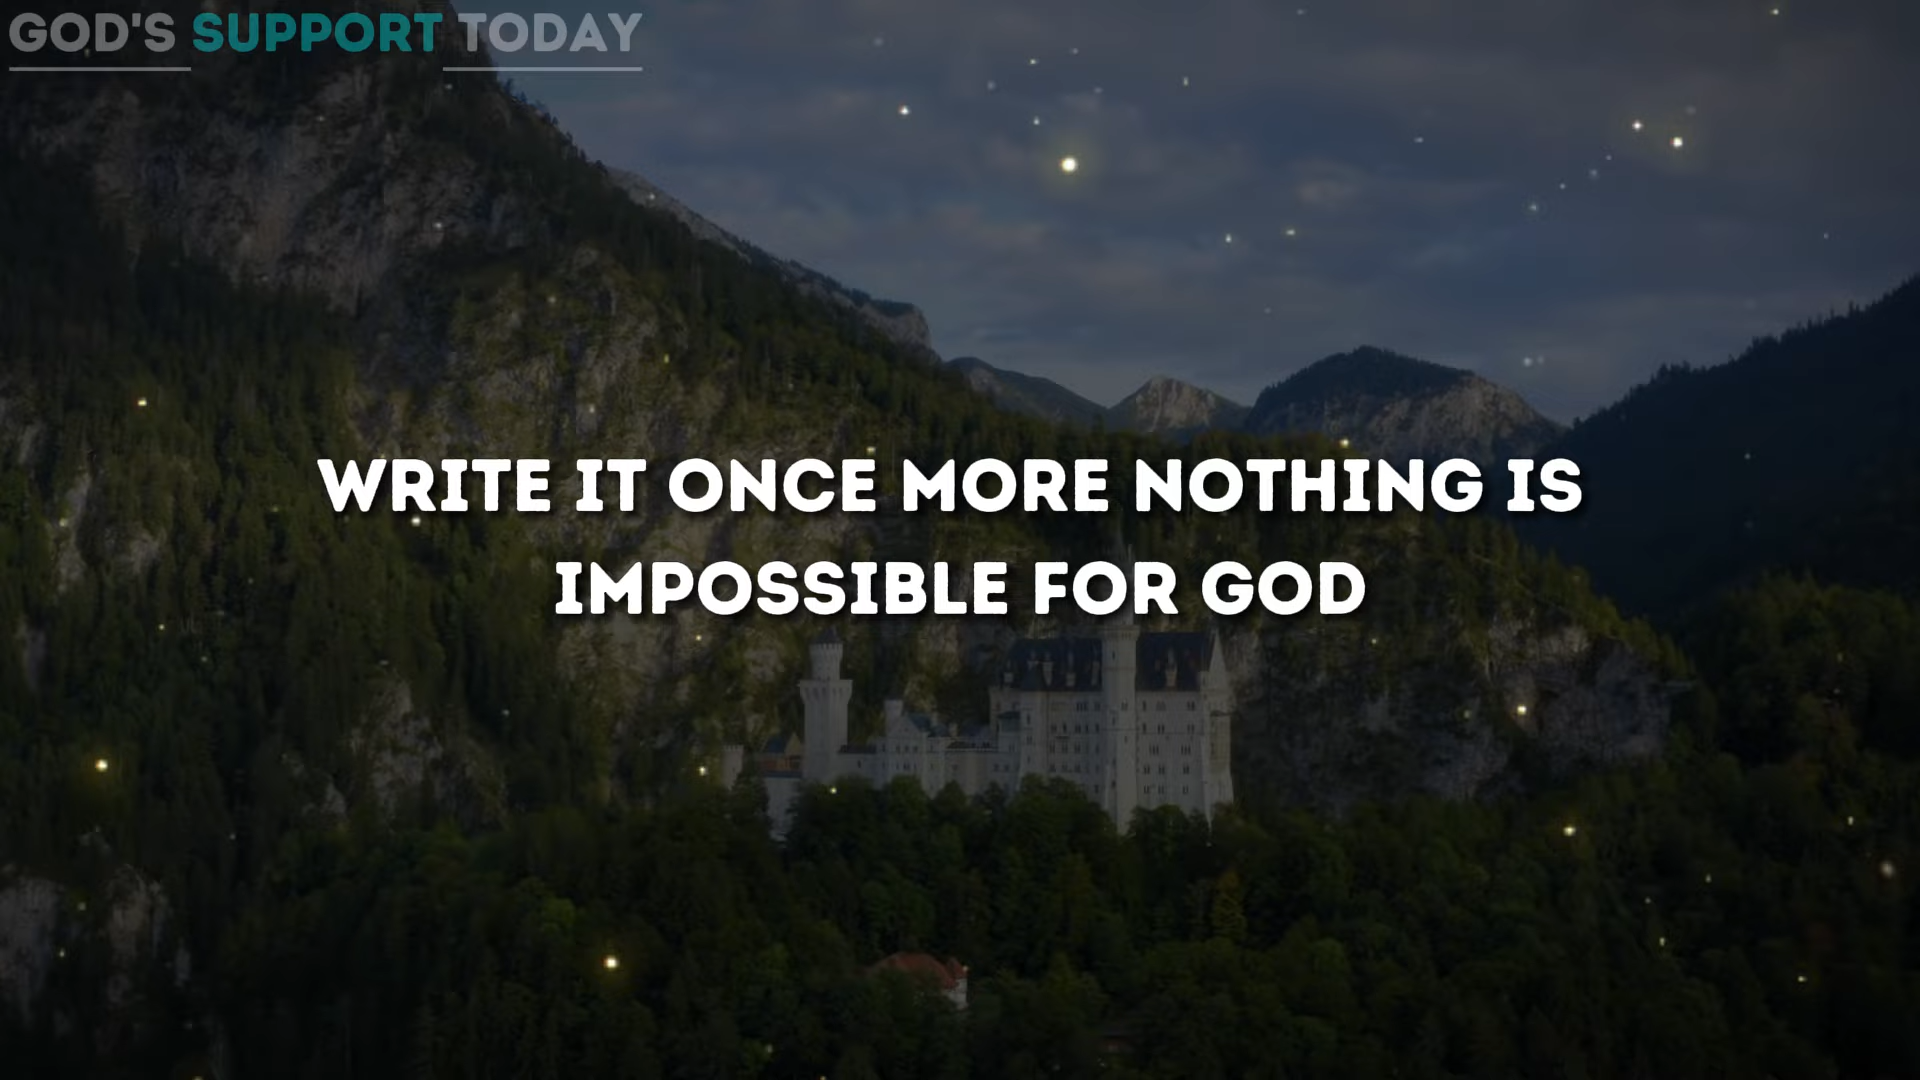 GOD'S SUPPORT TODAY
WRITE IT ONCE MORE NOTHING IS
IMPOSSIBLE FOR GOD